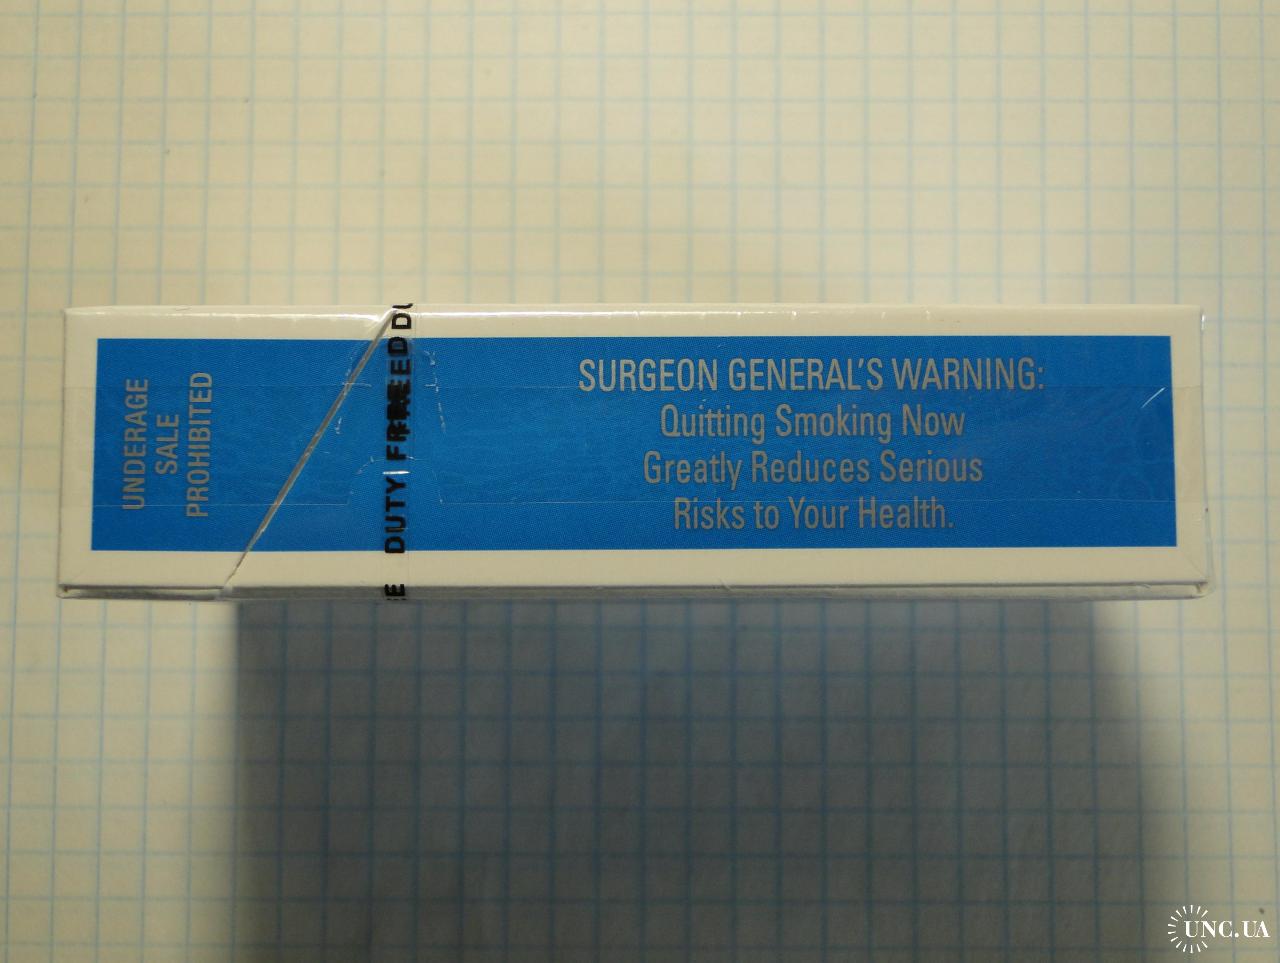 UNDERAGE
SALE
PROHIBITED
DUTY FREE
SURGEON GENERAL'S WARNING:
Quitting Smoking Now
Greatly Reduces Serious
Risks to Your Health.
UNC.UA